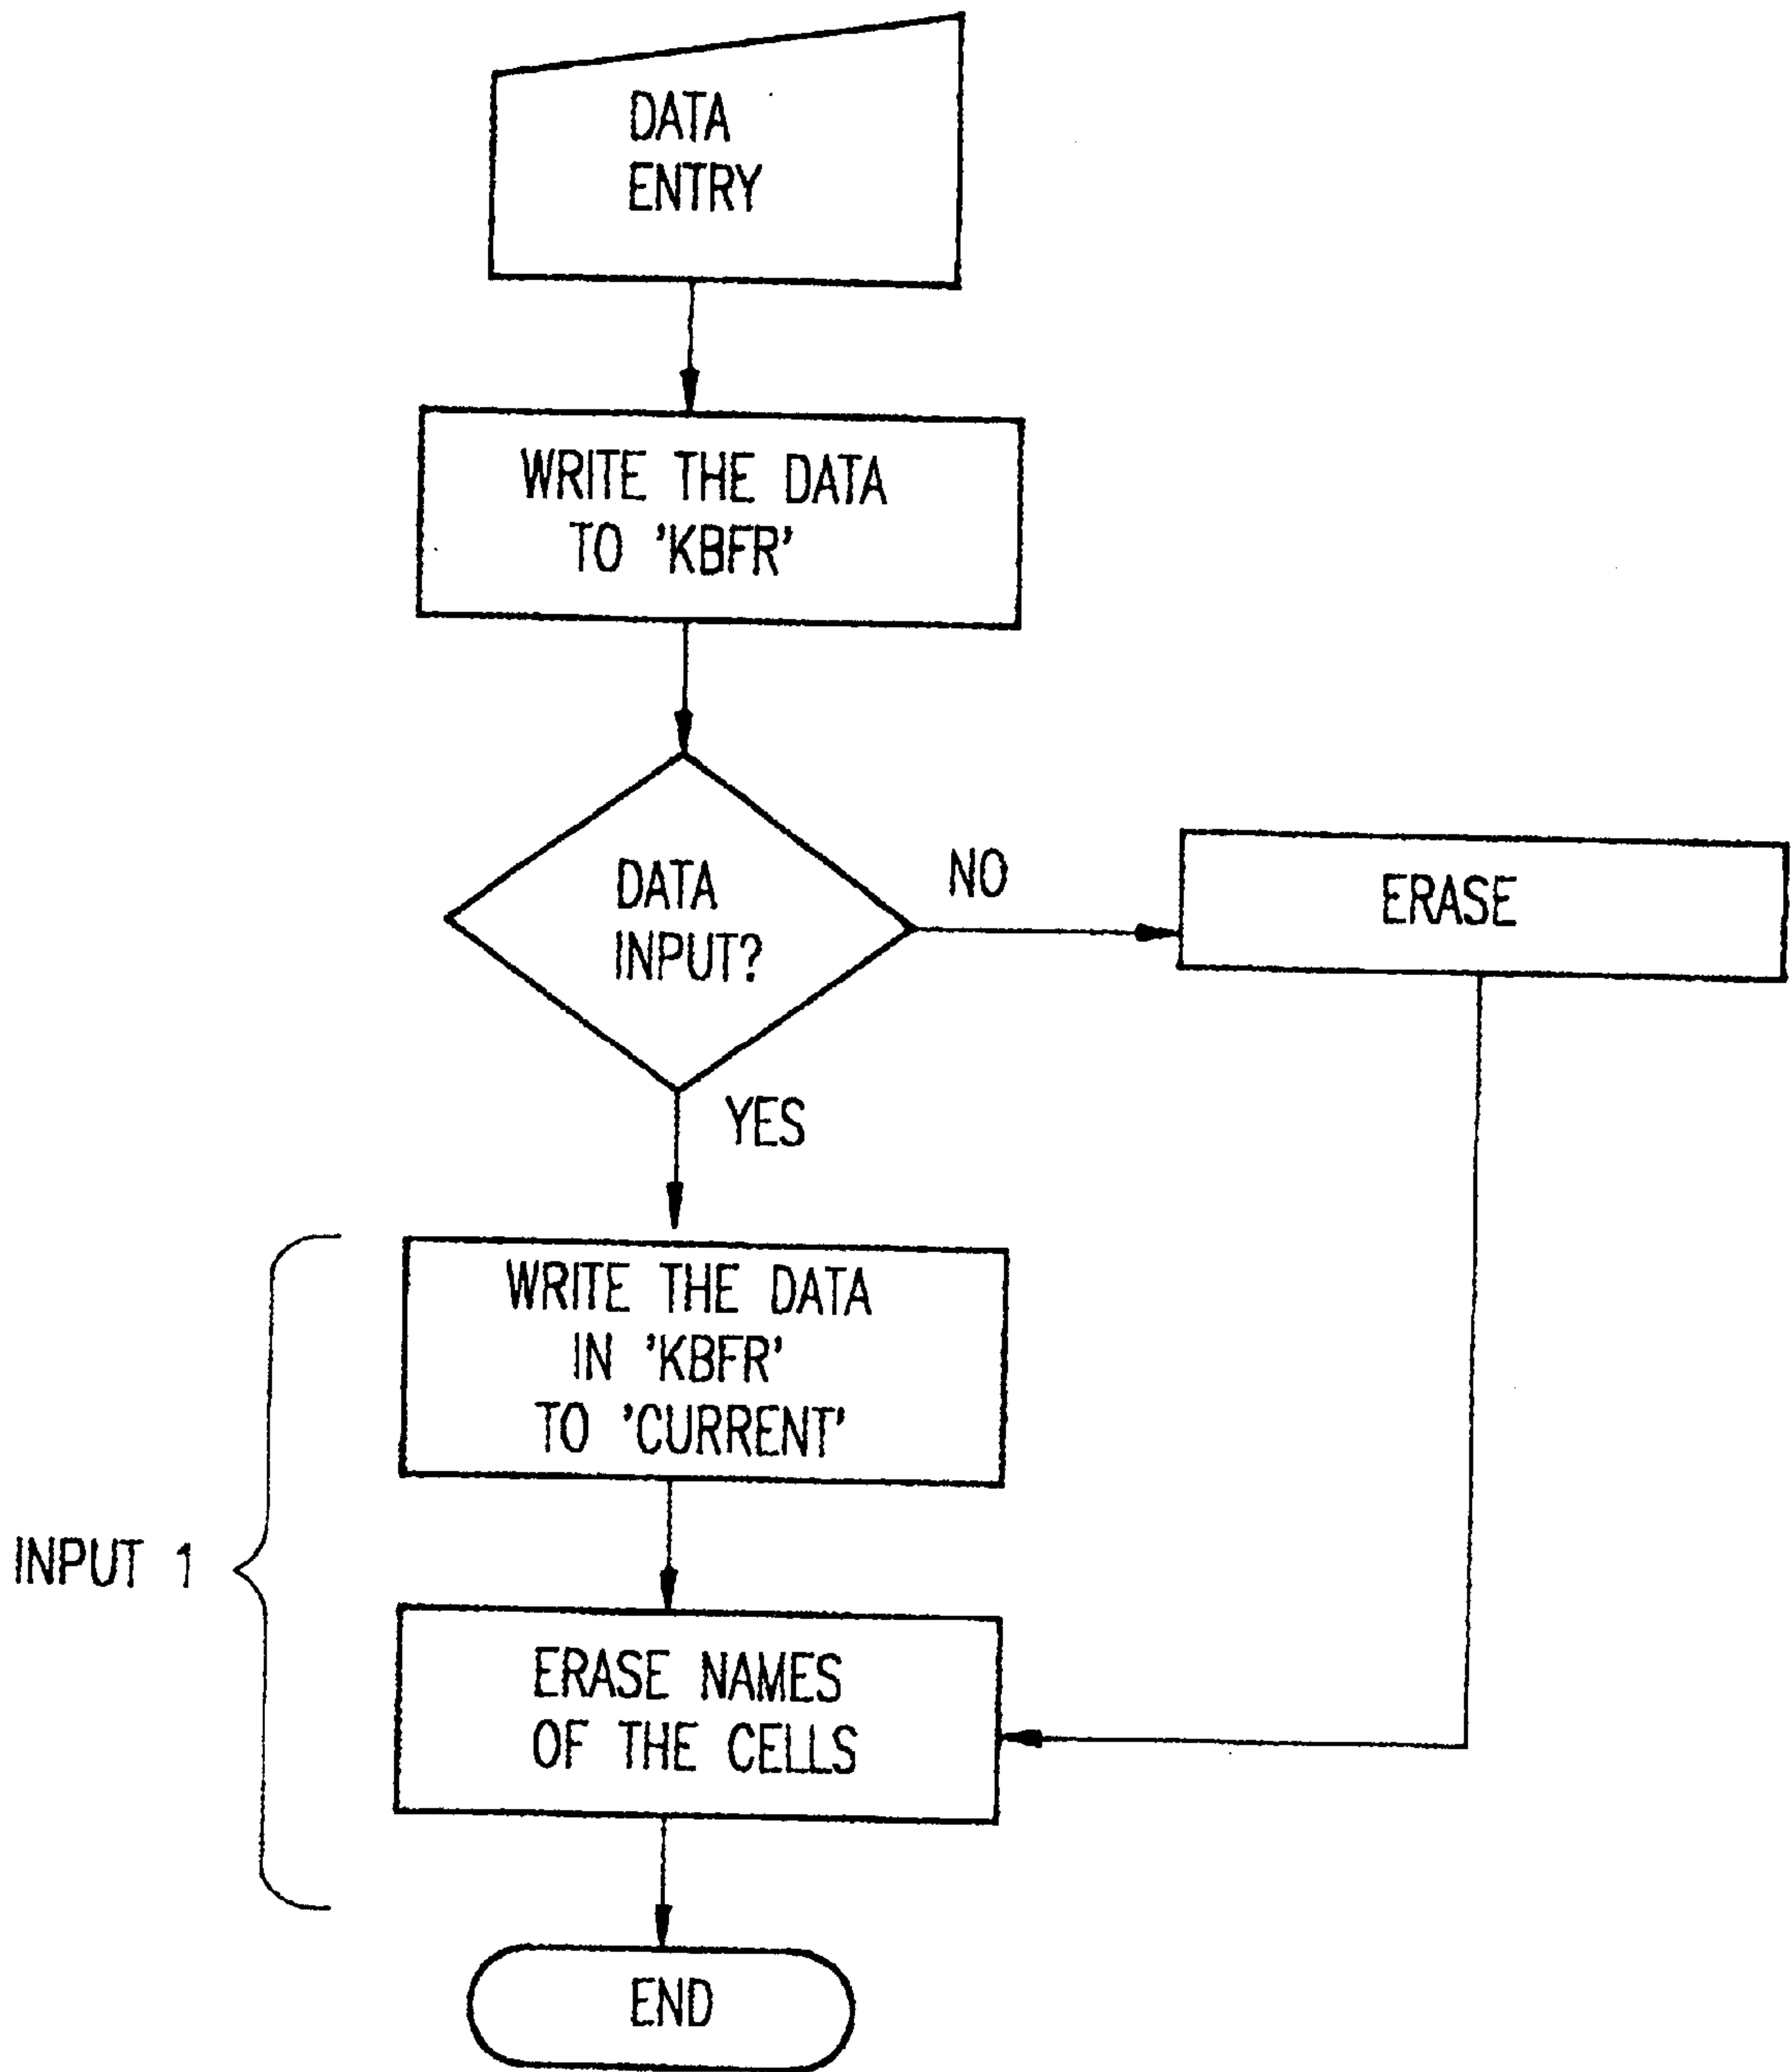 DATA
ENTRY
WRITE THE DATA
TO 'KBFR'
DATA
INPUT?
NO
ERASE
YES
WRITE THE DATA
IN 'KBFR'
TO 'CURRENT'
INPUT 1
ERASE NAMES
OF THE CELLS
END